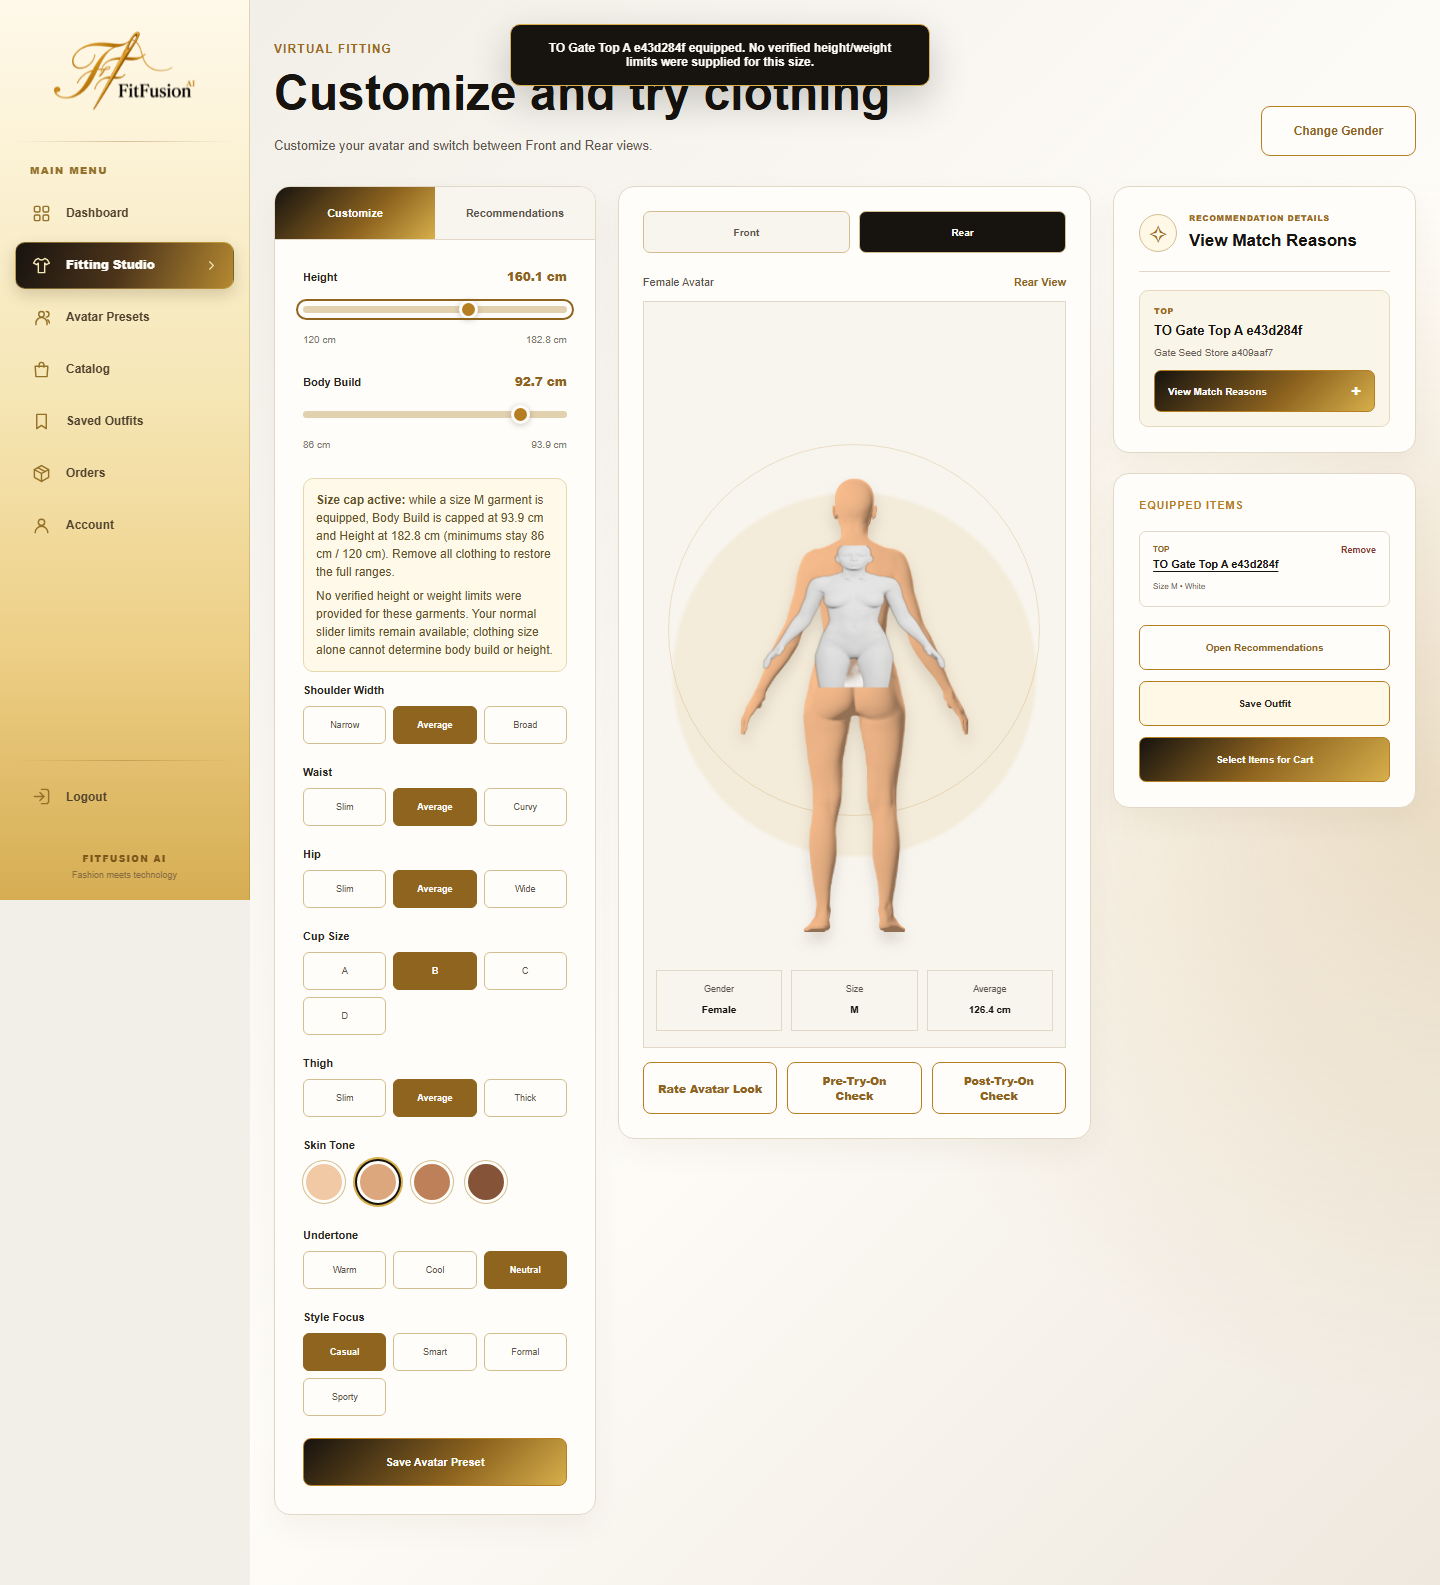 FitFusion AI
MAIN MENU
Dashboard
Fitting Studio
Avatar Presets
Catalog
Saved Outfits
Orders
Account
Logout
FITFUSION AI
Fashion meets technology
TO Gate Top A e43d284f equipped. No verified height/weight
limits were supplied for this size.
VIRTUAL FITTING
Customize and try clothing
Customize your avatar and switch between Front and Rear views.
Change Gender
Customize
Recommendations
Height
160.1 cm
120 cm
182.8 cm
Body Build
92.7 cm
86 cm
93.9 cm
Size cap active: while a size M garment is
equipped, Body Build is capped at 93.9 cm
and Height at 182.8 cm (minimums stay 86
cm / 120 cm). Remove all clothing to restore
the full ranges.
No verified height or weight limits were
provided for these garments. Your normal
slider limits remain available; clothing size
alone cannot determine body build or height.
Shoulder Width
Narrow
Average
Broad
Waist
Slim
Average
Curvy
Hip
Slim
Average
Wide
Cup Size
A
B
C
D
Thigh
Slim
Average
Thick
Skin Tone
Undertone
Warm
Cool
Neutral
Style Focus
Casual
Smart
Formal
Sporty
Save Avatar Preset
Front
Rear
Female Avatar
Rear View
Gender
Female
Size
M
Average
126.4 cm
Rate Avatar Look
Pre-Try-On
Check
Post-Try-On
Check
RECOMMENDATION DETAILS
View Match Reasons
TOP
TO Gate Top A e43d284f
Gate Seed Store a409aaf7
View Match Reasons +
EQUIPPED ITEMS
TOP
Remove
TO Gate Top A e43d284f
Size M • White
Open Recommendations
Save Outfit
Select Items for Cart